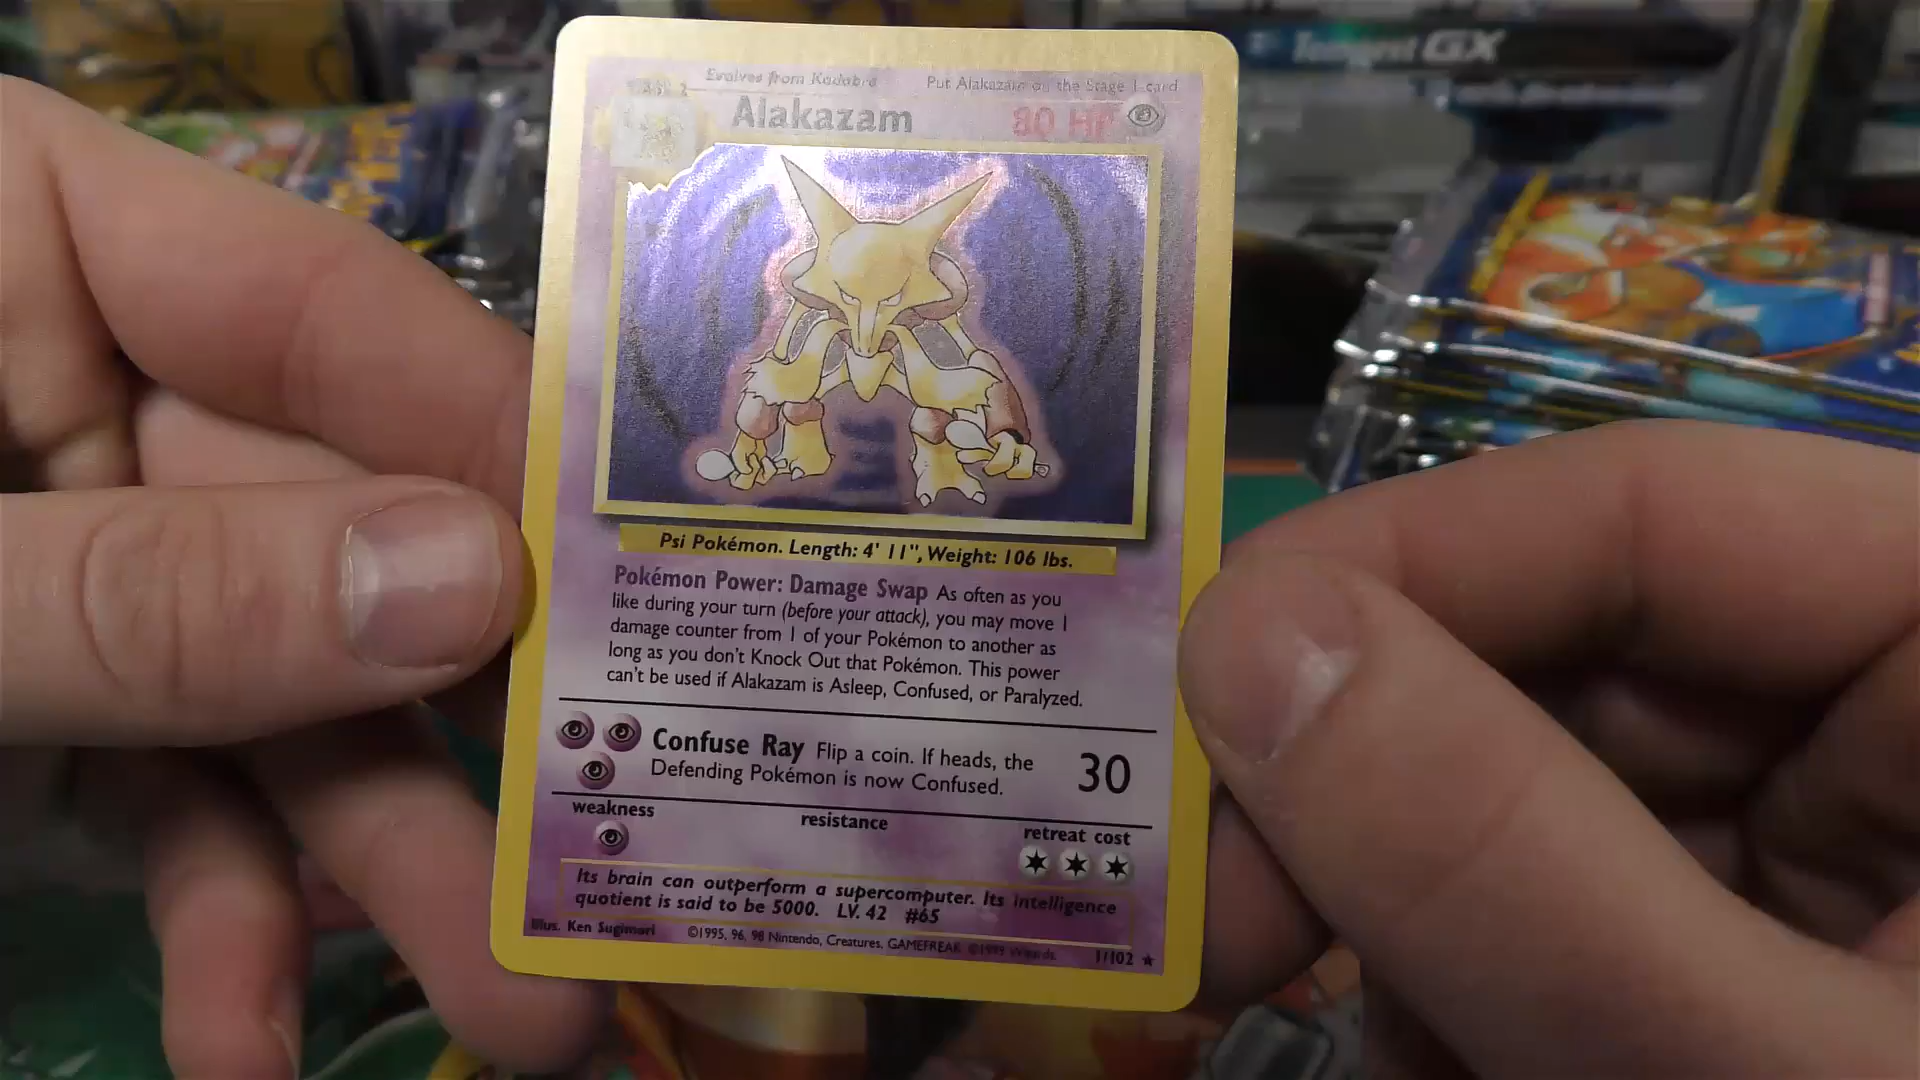 Tempest GX
STAGE 2
Evolves from Kadabra
Put Alakazam on the Stage 1 card
Alakazam
80 HP
Psi Pokémon. Length: 4' 11", Weight: 106 lbs.
Pokémon Power: Damage Swap As often as you
like during your turn (before your attack), you may move 1
damage counter from 1 of your Pokémon to another as
long as you don't Knock Out that Pokémon. This power
can't be used if Alakazam is Asleep, Confused, or Paralyzed.
Confuse Ray Flip a coin. If heads, the
Defending Pokémon is now Confused.
30
weakness
resistance
retreat cost
Its brain can outperform a supercomputer. Its intelligence
quotient is said to be 5000. LV. 42 #65
Illus. Ken Sugimori
©1995, 96, 98 Nintendo, Creatures, GAMEFREAK. ©1999 Wizards.
1/102